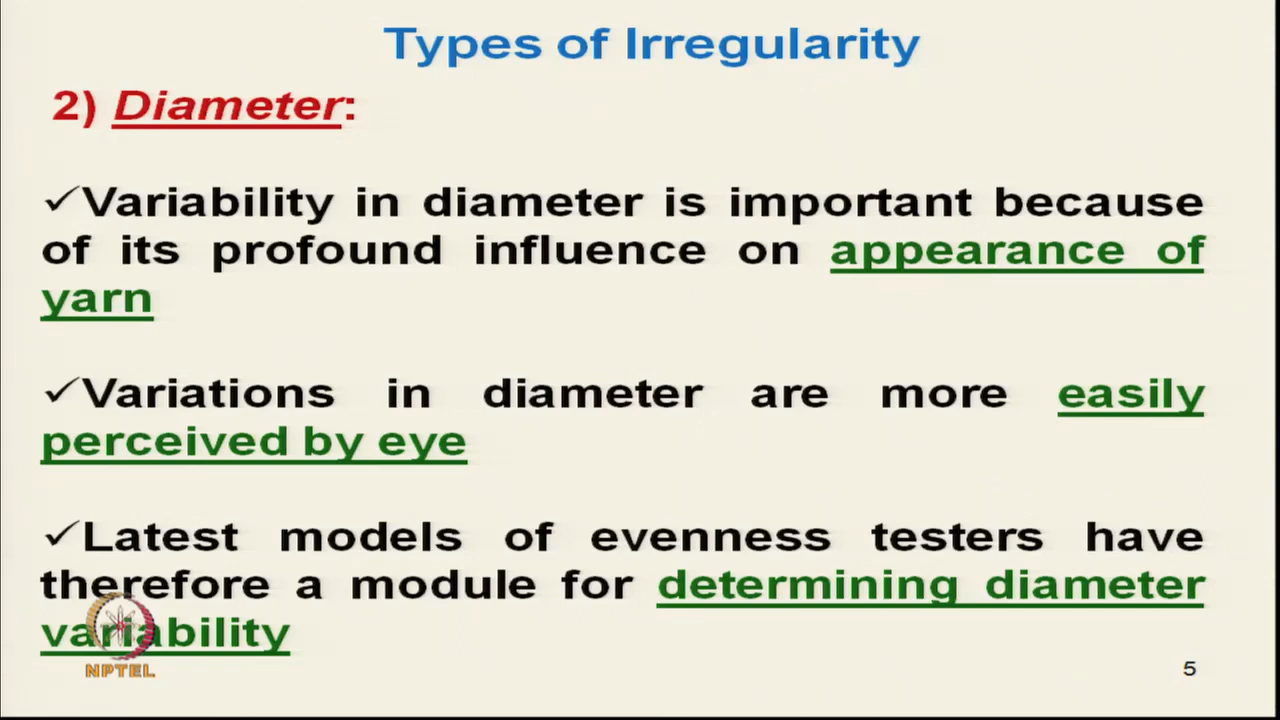 Types of Irregularity
2) Diameter:
✓Variability in diameter is important because
of its profound influence on appearance of
yarn
✓Variations in diameter are more easily
perceived by eye
✓Latest models of evenness testers have
therefore a module for determining diameter
variability
NPTEL
5